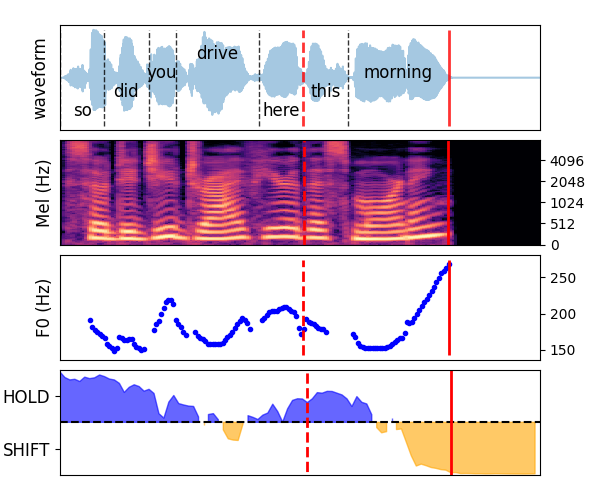 waveform
so
did
you
drive
here
this
morning
Mel (Hz)
4096
2048
1024
512
0
F0 (Hz)
250
200
150
HOLD
SHIFT